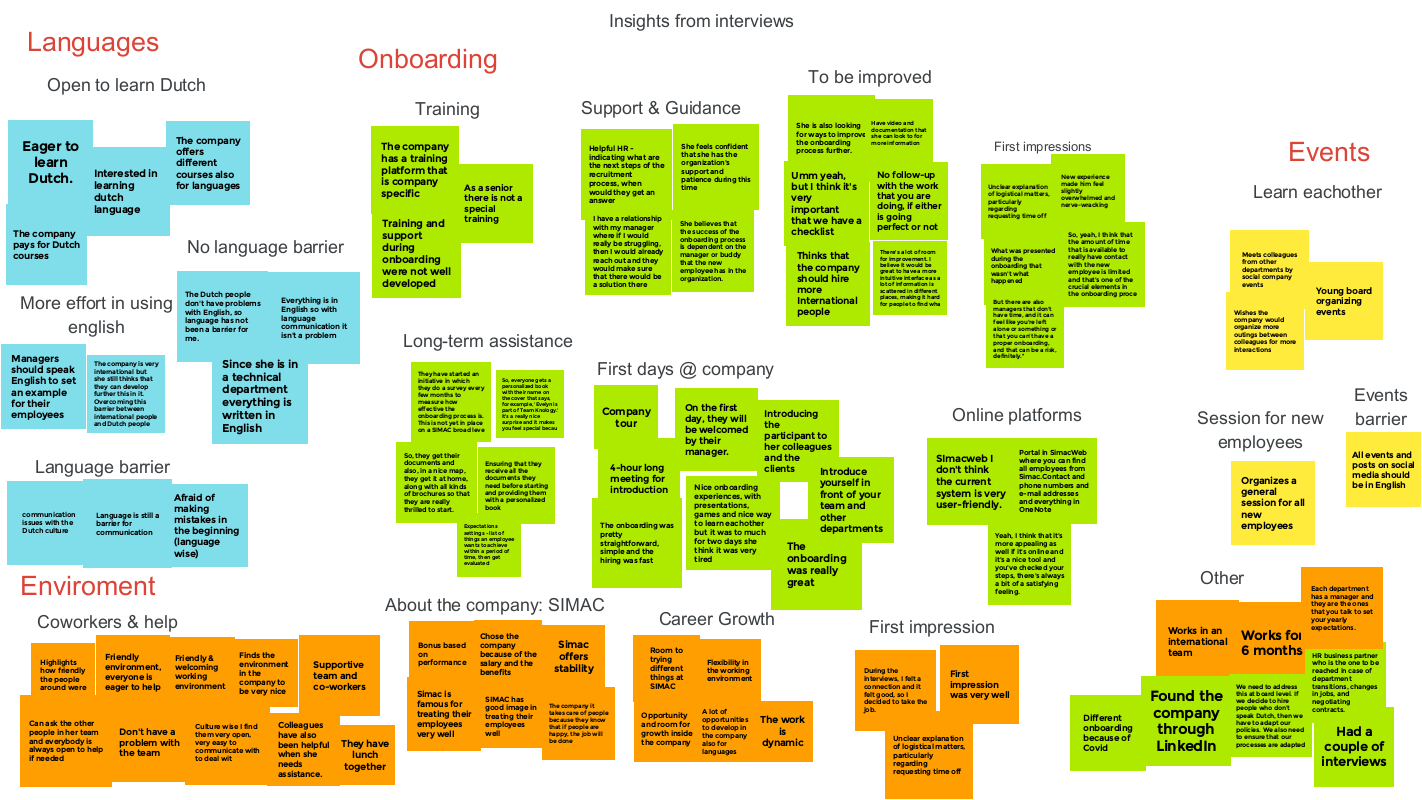 Insights from interviews
Languages
Open to learn Dutch
Eager to
learn
Dutch.
Interested in
learning
dutch
language
The company
offers
different
courses also
for languages
The company
pays for Dutch
courses
No language barrier
The Dutch people
don't have problems
with English, so
language has not
been a barrier for
me.
Everything is in
English so with
language
communication it
isn't a problem
Since she is in
a technical
department
everything is
written in
English
More effort in using
english
Managers
should speak
English to set
an example
for their
employees
The company is very
international but
she still thinks that
they can develop
further this in it.
Overcoming this
barrier between
international people
and Dutch people
Language barrier
communication
issues with the
Dutch culture
Language is still a
barrier for
communication
Afraid of
making
mistakes in
the beginning
(language
wise)
Onboarding
Training
The company
has a training
platform that
is company
specific
As a senior
there is not a
special
training
Training and
support
during
onboarding
were not well
developed
Support & Guidance
Helpful HR -
indicating what are
the next steps of the
recruitment
process, when
would they get an
answer
She feels confident
that she has the
organization's
support and
patience during this
time
I have a relationship
with my manager
where if I would
really be struggling,
then I would already
reach out and they
would make sure
that there would be
a solution there
She believes that
the success of the
onboarding process
is dependent on the
manager or buddy
that the new
employee has in the
organization.
To be improved
She is also looking
for ways to improve
the onboarding
process further.
Have video and
documentation that
she can look to for
more information
Umm yeah,
but I think it's
very
important
that we have a
checklist
No follow-up
with the work
that you are
doing, if either
is going
perfect or not
Thinks that
the company
should hire
more
International
people
There's a lot of room
for improvement. I
believe it would be
great to have a more
intuitive interface as a
lot of information is
scattered in different
places, making it hard
for people to find wha
First impressions
Unclear explanation
of logistical matters,
particularly
regarding
requesting time off
New experience
made him feel
slightly
overwhelmed and
nerve-wracking
What was presented
during the
onboarding that
wasn't what
happened
So, yeah, I think that
the amount of time
that is available to
really have contact
with the new
employee is limited
and that's one of the
crucial elements in
the onboarding proce
But there are also
managers that don't
have time, and it can
feel like you're left
alone or something or
that you can't have a
proper onboarding,
and that can be a risk,
definitely."
Long-term assistance
They have started an
initiative in which
they do a survey every
few months to
measure how
effective the
onboarding process is.
This is not yet in place
on a SIMAC broad leve
So, everyone gets a
personalized book
with their name on
the cover that says,
for example,' Evelyn is
part of Team Knology.'
It's a really nice
surprise and it makes
you feel special becau
So, they get their
documents and
also, in a nice map,
they get it at home,
along with all kinds
of brochures so that
they are really
thrilled to start.
Ensuring that they
receive all the
documents they
need before starting
and providing them
with a personalized
book
Expectations
settings - list of
things an employee
wants to achieve
within a period of
time, then get
evaluated
First days @ company
Company
tour
On the first
day, they will
be welcomed
by their
manager.
Introducing
the
participant to
her colleagues
and the
clients
4-hour long
meeting for
introduction
Introduce
yourself in
front of your
team and
other
departments
The onboarding was
pretty
straightforward,
simple and the
hiring was fast
Nice onboarding
experiences, with
presentations,
games and nice way
to learn eachother
but it was to much
for two days she
think it was very
tired
The
onboarding
was really
great
Online platforms
SImacweb I
don't think
the current
system is very
user-friendly.
Portal in SimacWeb
where you can find
all employees from
Simac.Contact and
phone numbers and
e-mail addresses
and everything in
OneNote
Yeah, I think that it's
more appealing as
well if it's online and
it's a nice tool and
you've checked your
steps, there's always
a bit of a satisfying
feeling.
Events
Learn eachother
Meets colleagues
from other
departments by
social company
events
Young board
organizing
events
Wishes the
company would
organize more
outings between
colleagues for more
interactions
Session for new
employees
Organizes a
general
session for all
new
employees
Events
barrier
All events and
posts on social
media should
be in English
Enviroment
Coworkers & help
Highlights
how friendly
the people
around were
Friendly
environment,
everyone is
eager to help
Friendly &
welcoming
working
environment
Finds the
environment
in the
company to
be very nice
Supportive
team and
co-workers
Can ask the other
people in her team
and everybody is
always open to help
if needed
Don't have a
problem with
the team
Culture wise I find
them very open,
very easy to
communicate with
to deal wit
Colleagues
have also
been helpful
when she
needs
assistance.
They have
lunch
together
About the company: SIMAC
Bonus based
on
performance
Chose the
company
because of the
salary and the
benefits
Simac
offers
stability
Simac is
famous for
treating their
employees
very well
SIMAC has
good image in
treating their
employees
well
The company it
takes care of people
because they know
that if people are
happy, the job will
be done
Career Growth
Room to
trying
different
things at
SIMAC
Flexibility in
the working
environment
Opportunity
and room for
growth inside
the company
A lot of
opportunities
to develop in
the company
also for
languages
The work
is
dynamic
First impression
During the
interviews, I felt a
connection and it
felt good, so I
decided to take the
job.
First
impression
was very well
Unclear explanation
of logistical matters,
particularly
regarding
requesting time off
Other
Works in an
international
team
Works for
6 months
Each department
has a manager and
they are the ones
that you talk to set
your yearly
expectations.
HR business partner
who is the one to be
reached in case of
department
transitions, changes
in jobs, and
negotiating
contracts.
Different
onboarding
because of
Covid
Found the
company
through
LinkedIn
We need to address
this at board level. If
we decide to hire
people who don't
speak Dutch, then we
have to adapt our
policies. We also need
to ensure that our
processes are adapted
Had a
couple of
interviews